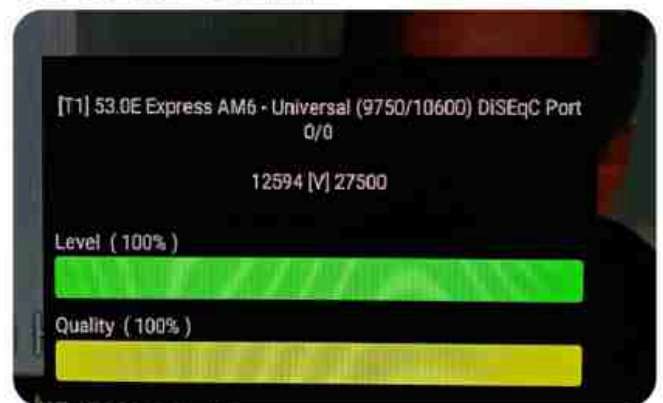 [T1] 53.0E Express AM6 - Universal (9750/10600) DiSEqC Port
0/0
12594 [V] 27500
Level ( 100% )
Quality ( 100% )